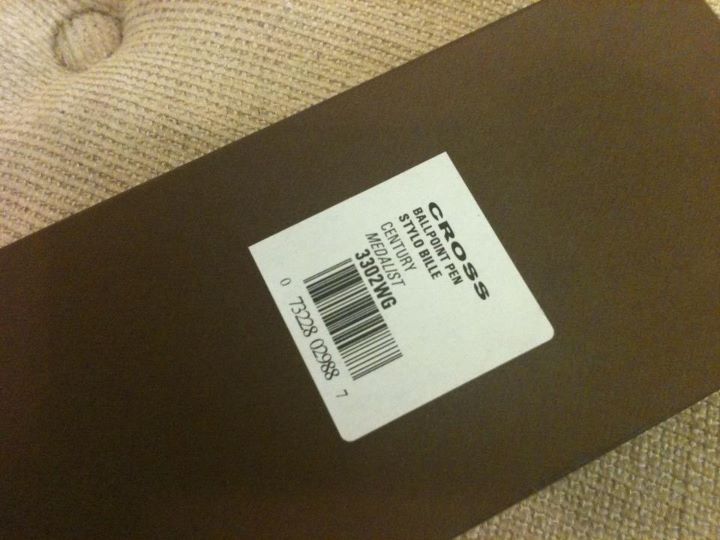 CROSS
BALLPOINT PEN
STYLO BILLE
CENTURY
MEDALIST
3302WG
0 73228 02988 7